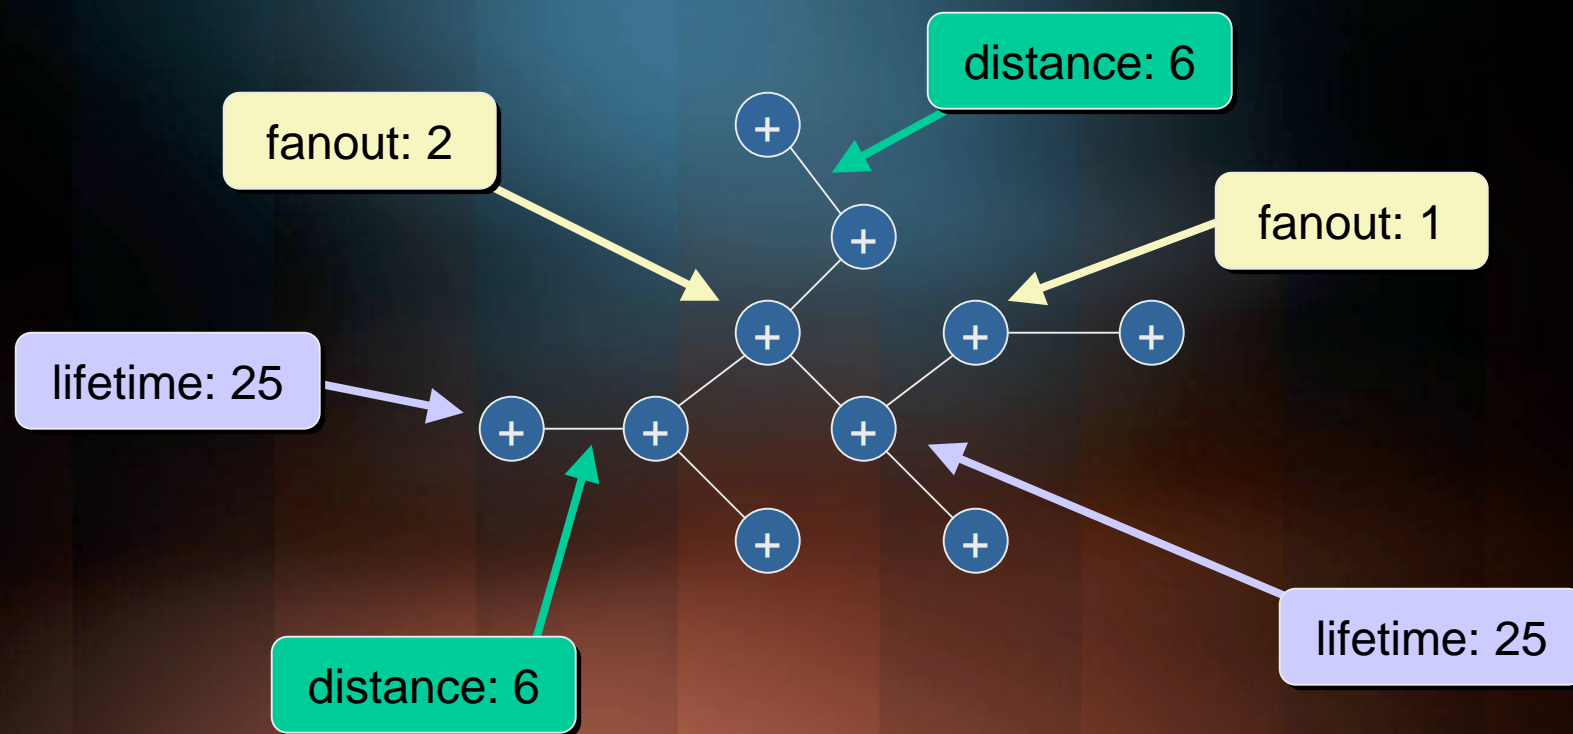 distance: 6
fanout: 2
+
fanout: 1
+
+
+
+
lifetime: 25
+
+
+
+
+
lifetime: 25
distance: 6